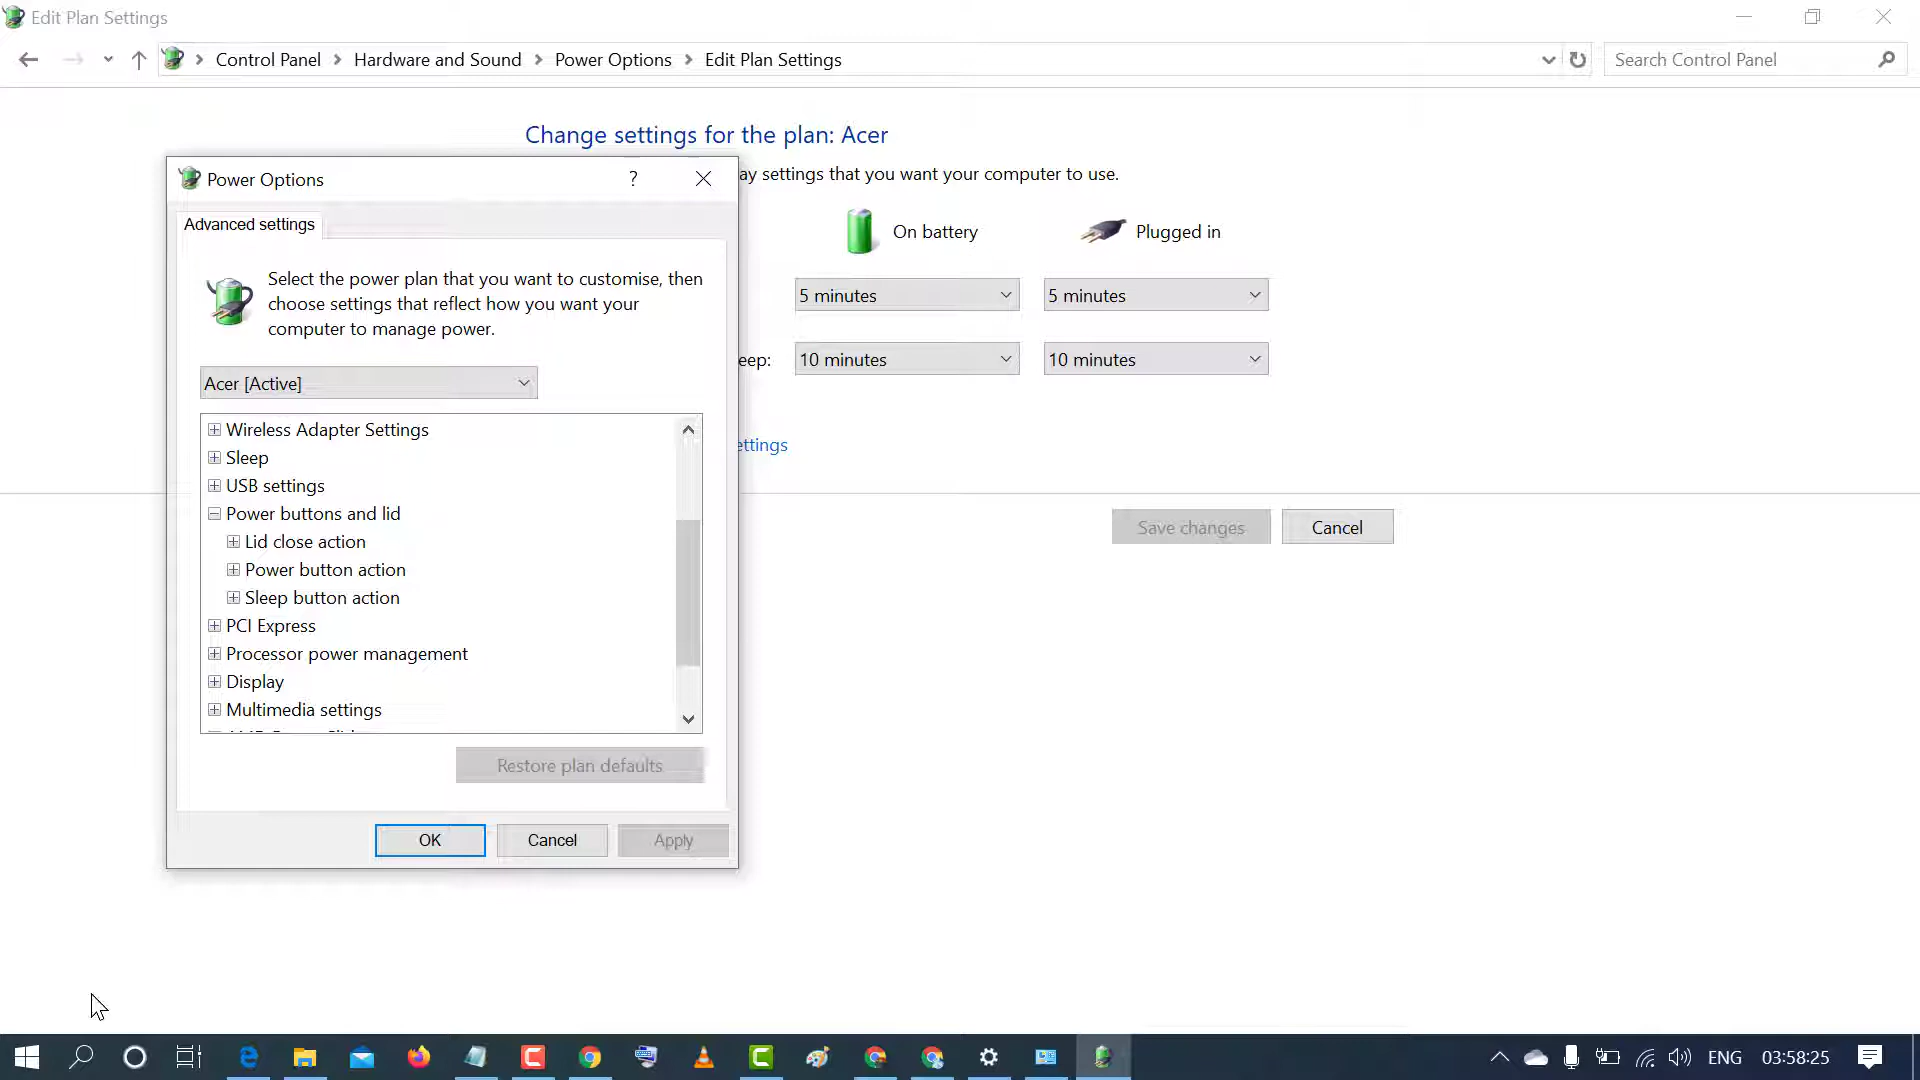 Edit Plan Settings
Control Panel Hardware and Sound Power Options Edit Plan Settings
Search Control Panel
Change settings for the plan: Acer
ay settings that you want your computer to use.
On battery Plugged in
5 minutes 5 minutes
eep: 10 minutes 10 minutes
ettings
Save changes Cancel
Power Options
?
Advanced settings
Select the power plan that you want to customise, then
choose settings that reflect how you want your
computer to manage power.
Acer [Active]
Wireless Adapter Settings
Sleep
USB settings
Power buttons and lid
Lid close action
Power button action
Sleep button action
PCI Express
Processor power management
Display
Multimedia settings
Restore plan defaults
OK Cancel Apply
ENG 03:58:25